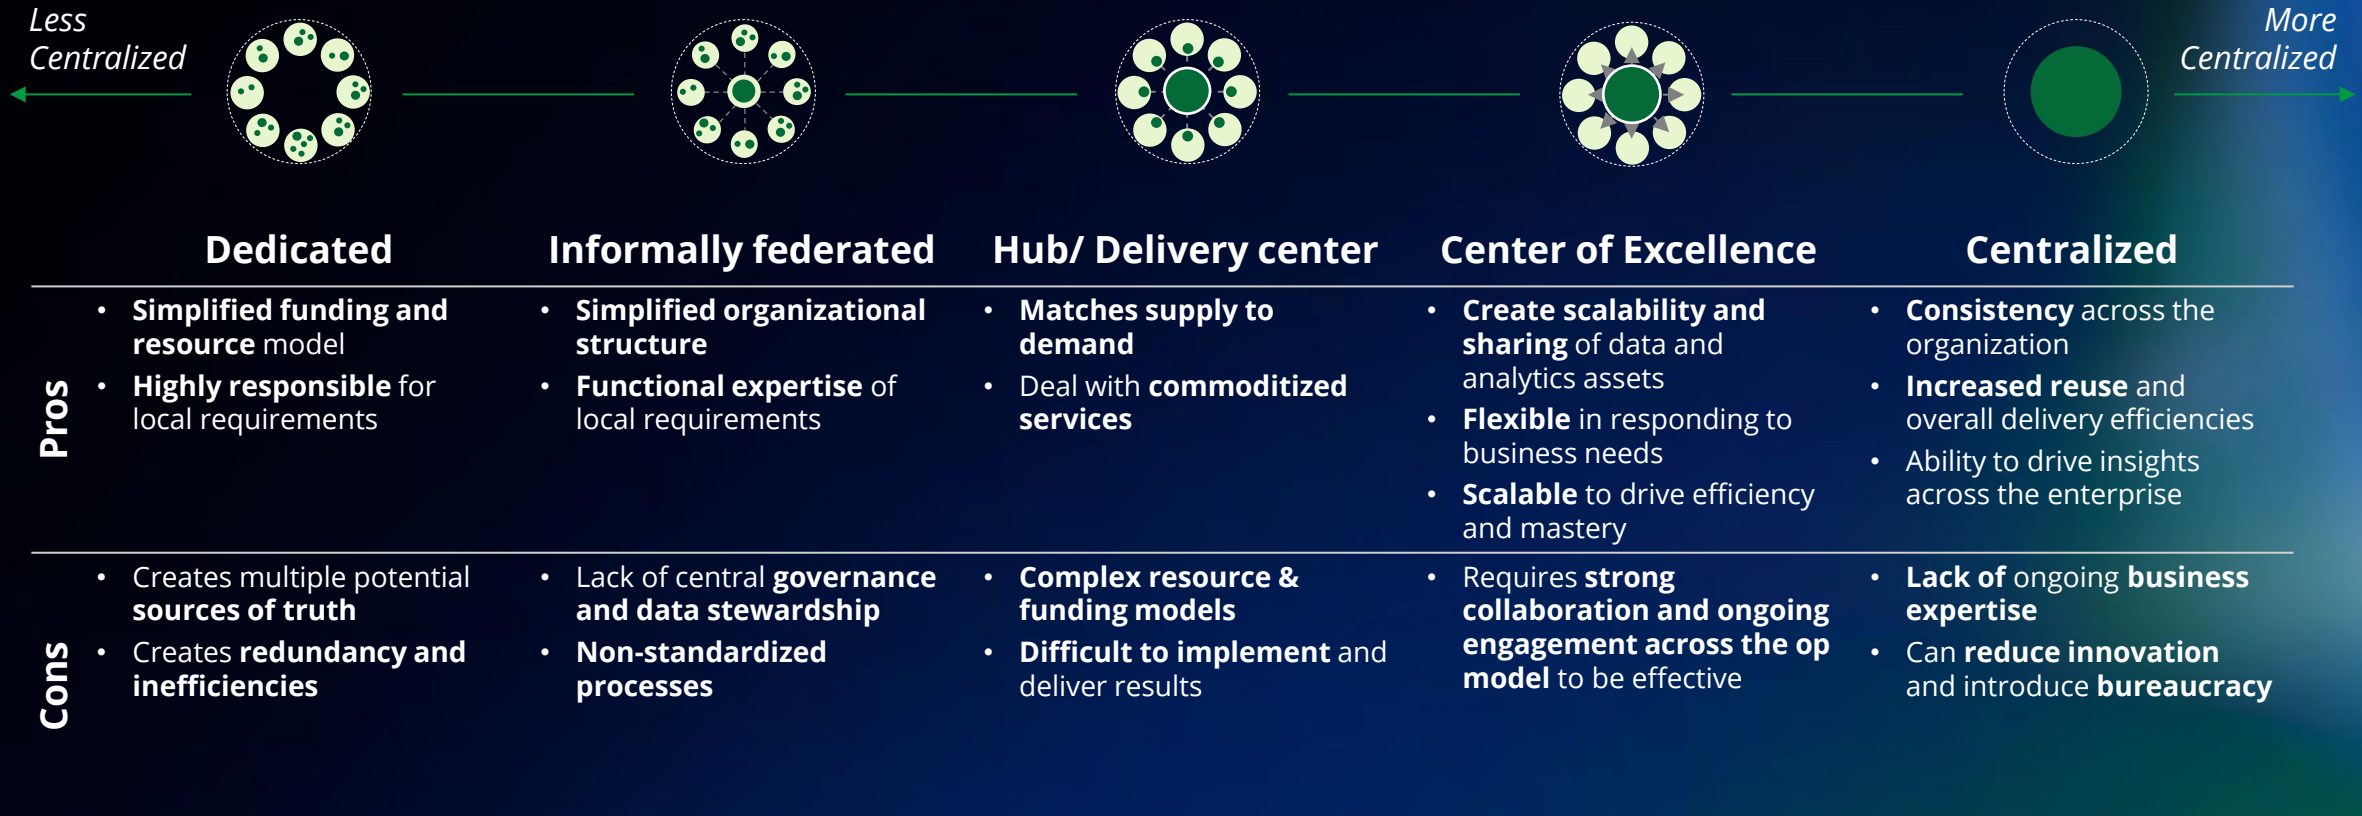 Less
Centralized
More
Centralized
Dedicated
Informally federated
Hub/ Delivery center
Center of Excellence
Centralized
Pros
• Simplified funding and
resource model
• Highly responsible for
local requirements
• Simplified organizational
structure
• Functional expertise of
local requirements
• Matches supply to
demand
• Deal with commoditized
services
• Create scalability and
sharing of data and
analytics assets
• Flexible in responding to
business needs
• Scalable to drive efficiency
and mastery
• Consistency across the
organization
• Increased reuse and
overall delivery efficiencies
• Ability to drive insights
across the enterprise
Cons
• Creates multiple potential
sources of truth
• Creates redundancy and
inefficiencies
• Lack of central governance
and data stewardship
• Non-standardized
processes
• Complex resource &
funding models
• Difficult to implement and
deliver results
• Requires strong
collaboration and ongoing
engagement across the op
model to be effective
• Lack of ongoing business
expertise
• Can reduce innovation
and introduce bureaucracy